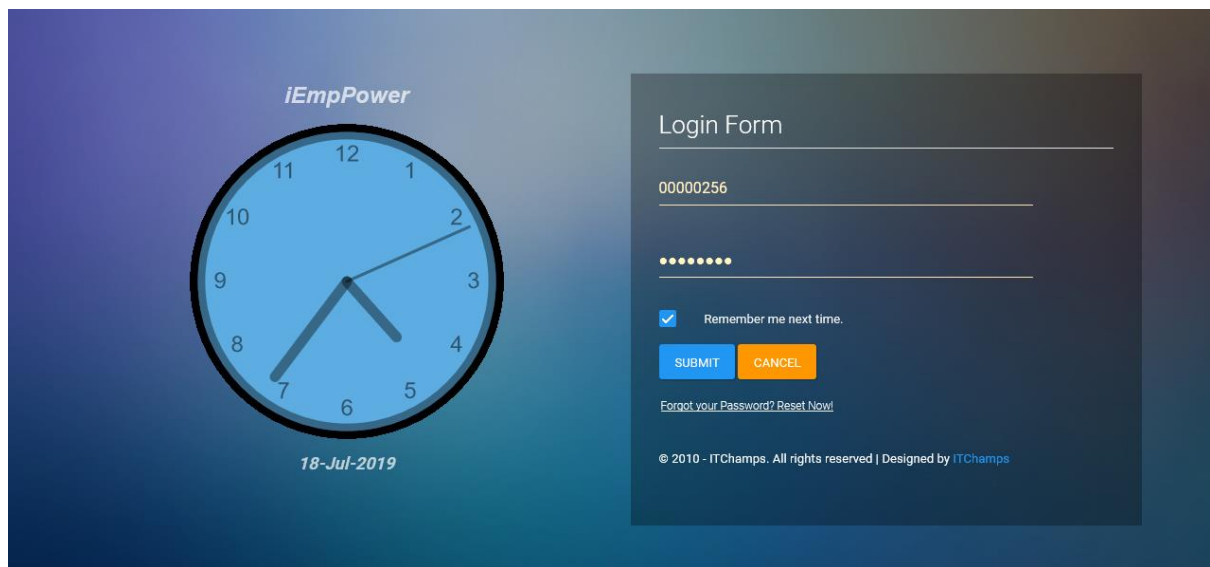 iEmpPower
12
11
1
10
2
9
3
8
4
7
5
6
18-Jul-2019
Login Form
00000256
••••••••
Remember me next time.
SUBMIT CANCEL
Forgot your Password? Reset Now!
© 2010 - ITChamps. All rights reserved | Designed by ITChamps